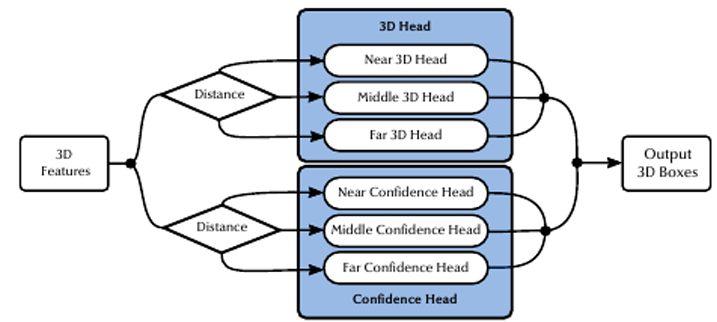 3D Head
Near 3D Head
Distance
Middle 3D Head
Far 3D Head
3D
Features
Output
3D Boxes
Near Confidence Head
Distance
Middle Confidence Head
Far Confidence Head
Confidence Head